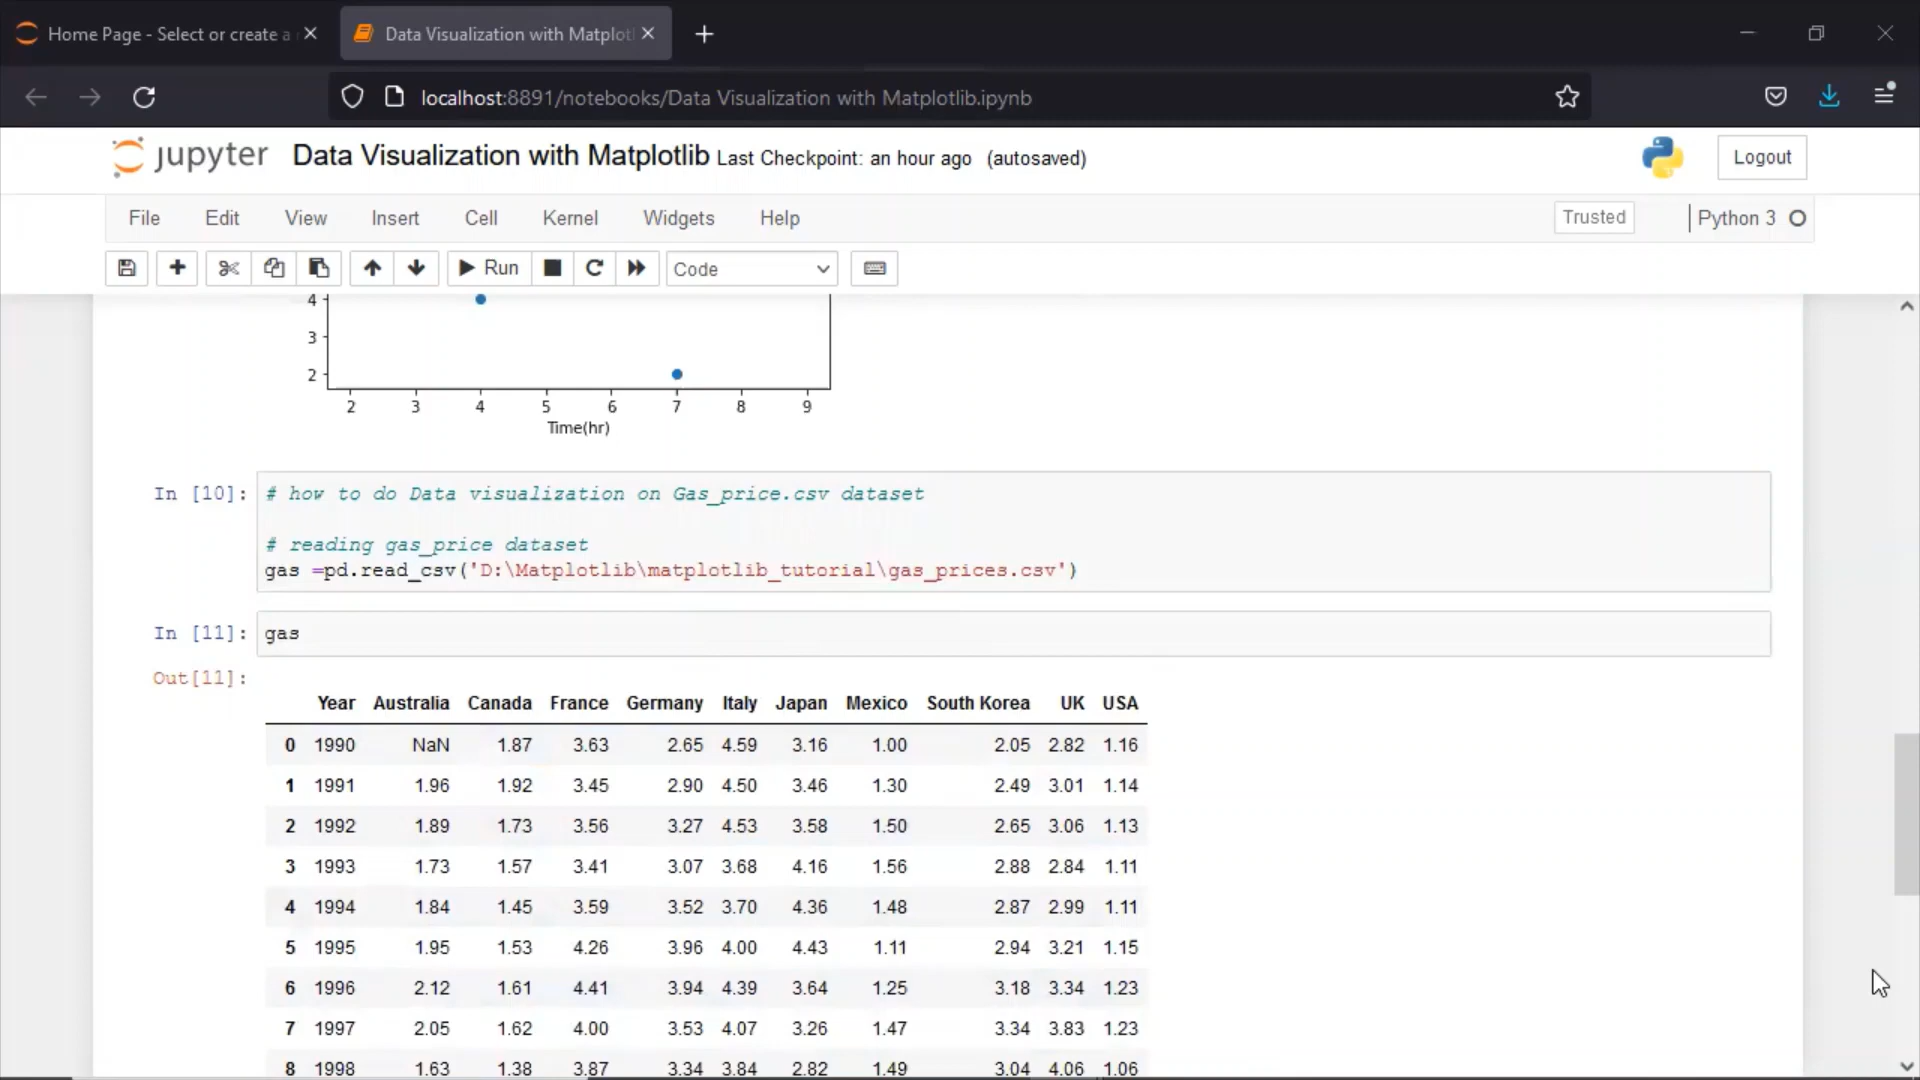 Home Page - Select or create a
Data Visualization with Matplotl
localhost:8891/notebooks/Data Visualization with Matplotlib.ipynb
jupyter Data Visualization with Matplotlib Last Checkpoint: an hour ago (autosaved)
Logout
File Edit View Insert Cell Kernel Widgets Help
Trusted
Python 3
Run
Code
4
3
2
2 3 4 5 6 7 8 9
Time(hr)
In [10]: # how to do Data visualization on Gas_price.csv dataset
# reading gas_price dataset
gas =pd.read_csv('D:\Matplotlib\matplotlib_tutorial\gas_prices.csv')
In [11]: gas
Out[11]:
Year Australia Canada France Germany Italy Japan Mexico South Korea UK USA
0 1990 NaN 1.87 3.63 2.65 4.59 3.16 1.00 2.05 2.82 1.16
1 1991 1.96 1.92 3.45 2.90 4.50 3.46 1.30 2.49 3.01 1.14
2 1992 1.89 1.73 3.56 3.27 4.53 3.58 1.50 2.65 3.06 1.13
3 1993 1.73 1.57 3.41 3.07 3.68 4.16 1.56 2.88 2.84 1.11
4 1994 1.84 1.45 3.59 3.52 3.70 4.36 1.48 2.87 2.99 1.11
5 1995 1.95 1.53 4.26 3.96 4.00 4.43 1.11 2.94 3.21 1.15
6 1996 2.12 1.61 4.41 3.94 4.39 3.64 1.25 3.18 3.34 1.23
7 1997 2.05 1.62 4.00 3.53 4.07 3.26 1.47 3.34 3.83 1.23
8 1998 1.63 1.38 3.87 3.34 3.84 2.82 1.49 3.04 4.06 1.06